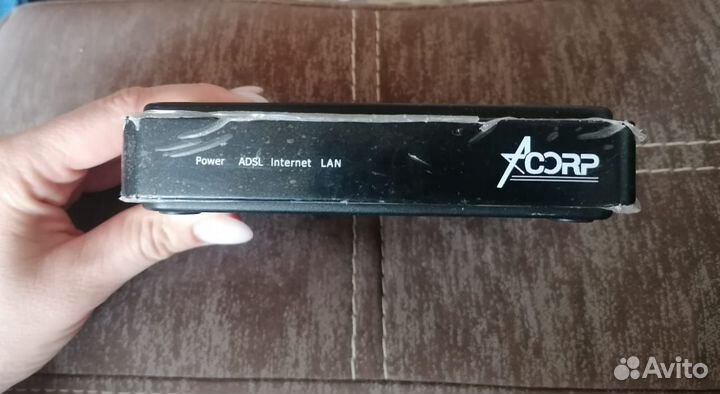 Power ADSL Internet LAN
ACORP
Avito